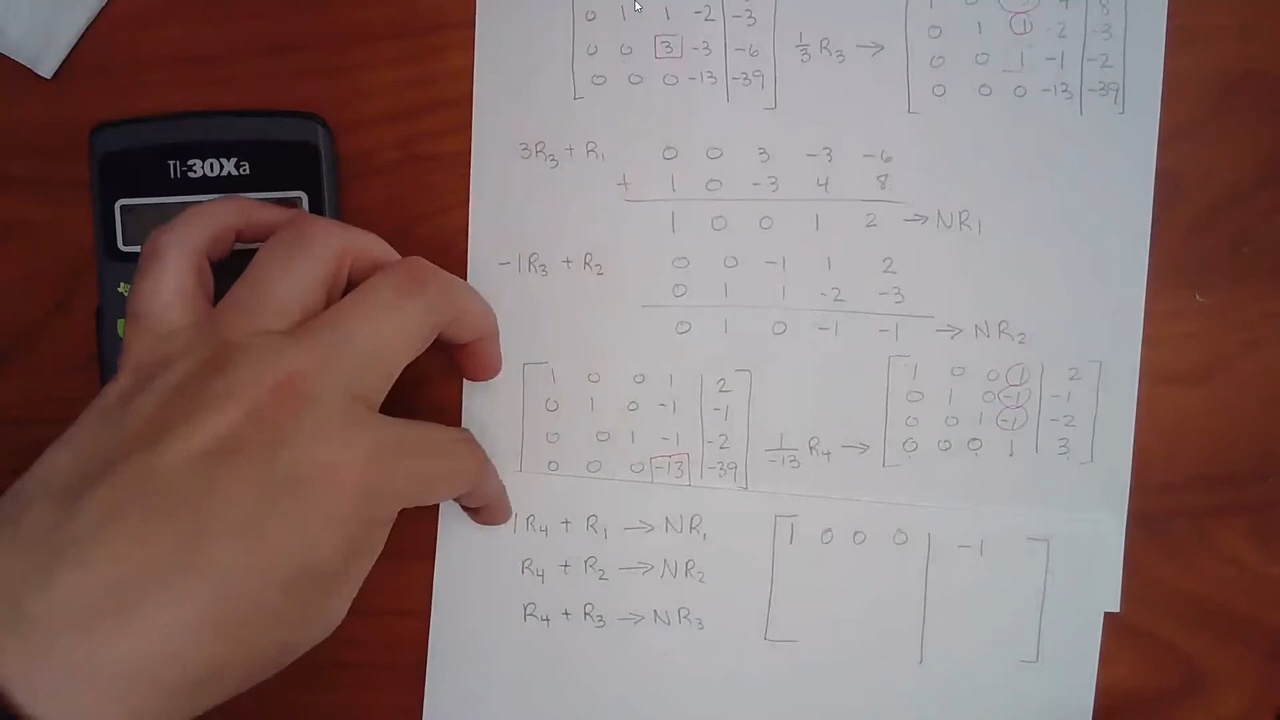 0 1 1 -2 | -3
0 0 3 -3 | -6
0 0 0 -13 | -39
1/3 R₃ →
8
0 1 1 -2 | -3
0 0 1 -1 | -2
0 0 0 -13 | -39
TI-30Xa
3R₃ + R₁ 0 0 3 -3 -6
+ 1 0 -3 4 8
1 0 0 1 2 → NR₁
-1R₃ + R₂ 0 0 -1 1 2
0 1 1 -2 -3
0 1 0 -1 -1 → NR₂
1 0 0 1 | 2
0 1 0 -1 | -1
0 0 1 -1 | -2
0 0 0 -13 | -39
1/-13 R₄ →
1 0 0 1 | 2
0 1 0 -1 | -1
0 0 1 -1 | -2
0 0 0 1 | 3
1R₄ + R₁ → NR₁
R₄ + R₂ → NR₂
R₄ + R₃ → NR₃
1 0 0 0 | -1